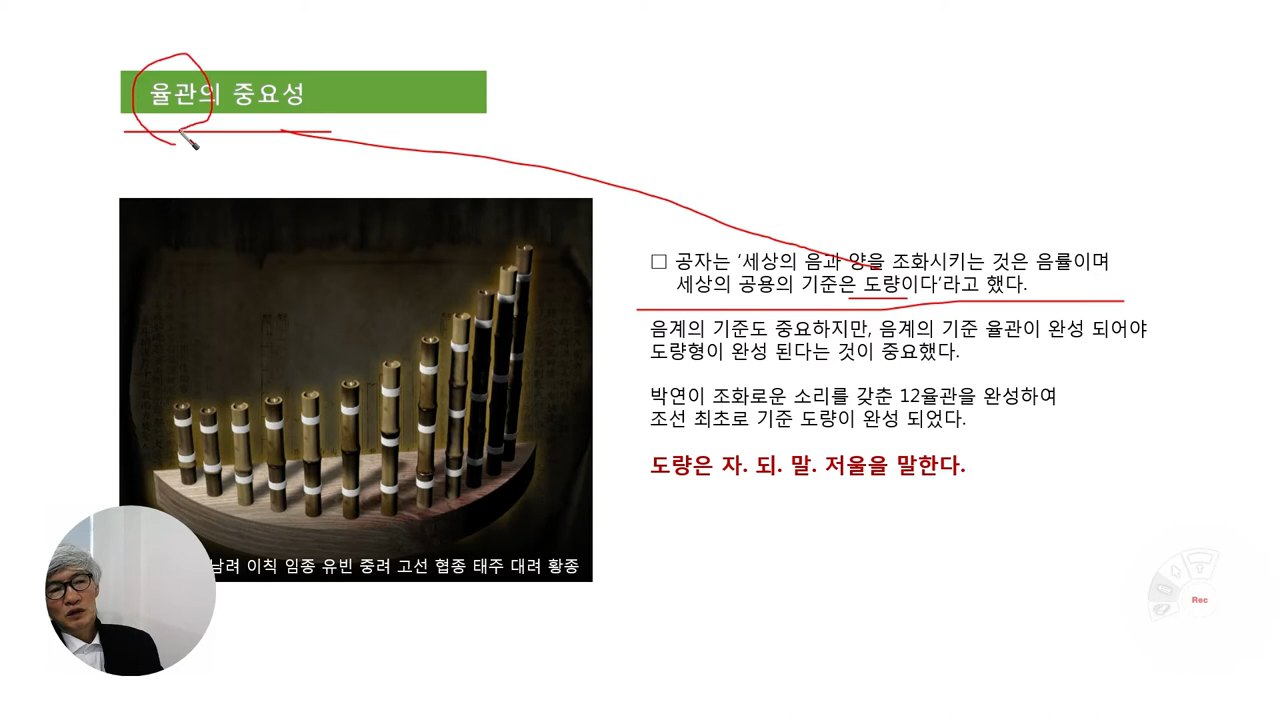 율관의 중요성
□ 공자는 ‘세상의 음과 양을 조화시키는 것은 음률이며
세상의 공용의 기준은 도량이다’라고 했다.
음계의 기준도 중요하지만, 음계의 기준 율관이 완성 되어야
도량형이 완성 된다는 것이 중요했다.
박연이 조화로운 소리를 갖춘 12율관을 완성하여
조선 최초로 기준 도량이 완성 되었다.
도량은 자. 되. 말. 저울을 말한다.
남려 이칙 임종 유빈 중려 고선 협종 태주 대려 황종
Rec